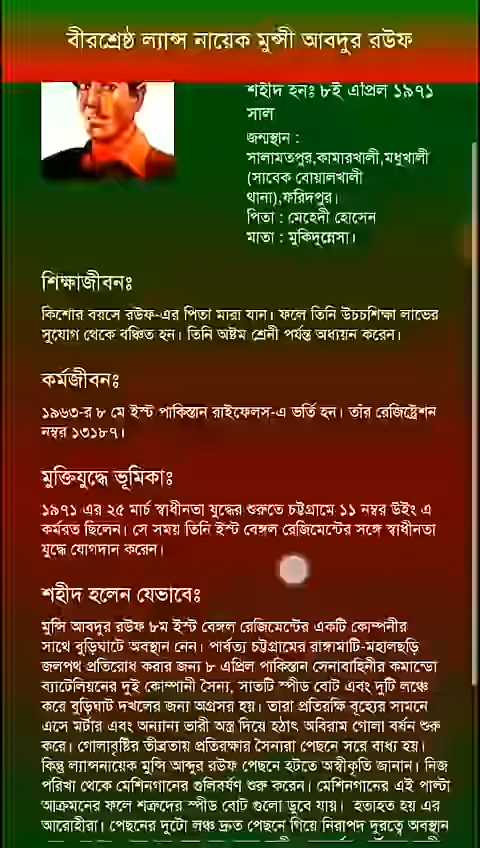 বীরশ্রেষ্ঠ ল্যান্স নায়েক মুন্সী আবদুর রউফ
শহীদ হনঃ ৮ই এপ্রিল ১৯৭১
সাল
জন্মস্থান :
সালামতপুর,কামারখালী,মধুখালী
(সাবেক বোয়ালখালী
থানা),ফরিদপুর।
পিতা : মেহেদী হোসেন
মাতা : মুকিদুন্নেসা।
শিক্ষাজীবনঃ
কিশোর বয়সে রউফ-এর পিতা মারা যান। ফলে তিনি উচচশিক্ষা লাভের
সুযোগ থেকে বঞ্চিত হন। তিনি অষ্টম শ্রেনী পর্যন্ত অধ্যয়ন করেন।
কর্মজীবনঃ
১৯৬৩-র ৮ মে ইস্ট পাকিস্তান রাইফেলস-এ ভর্তি হন। তাঁর রেজিষ্ট্রেশন
নম্বর ১৩১৮৭।
মুক্তিযুদ্ধে ভূমিকাঃ
১৯৭১ এর ২৫ মার্চ স্বাধীনতা যুদ্ধের শুরুতে চট্টগ্রামে ১১ নম্বর উইং এ
কর্মরত ছিলেন। সে সময় তিনি ইস্ট বেঙ্গল রেজিমেন্টের সঙ্গে স্বাধীনতা
যুদ্ধে যোগদান করেন।
শহীদ হলেন যেভাবেঃ
মুন্সি আবদুর রউফ ৮ম ইস্ট বেঙ্গল রেজিমেন্টের একটি কোম্পনীর
সাথে বুড়িঘাটে অবস্থান নেন। পার্বত্য চট্টগ্রামের রাঙ্গামাটি-মহালছড়ি
জলপথ প্রতিরোধ করার জন্য ৮ এপ্রিল পাকিস্তান সেনাবাহিনীর কমান্ডো
ব্যাটেলিয়নের দুই কোম্পানী সৈন্য, সাতটি স্পীড বোট এবং দুটি লঞ্চে
করে বুড়িঘাট দখলের জন্য অগ্রসর হয়। তারা প্রতিরক্ষি বূহ্যের সামনে
এসে মর্টার এবং অন্যান্য ভারী অস্ত্র দিয়ে হঠাৎ অবিরাম গোলা বর্ষন শুরু
করে। গোলাবৃষ্টির তীব্রতায় প্রতিরক্ষার সৈন্যরা পেছনে সরে বাধ্য হয়।
কিন্তু ল্যান্সনায়েক মুন্সি আব্দুর রউফ পেছনে হটতে অস্বীকৃতি জানান। নিজ
পরিখা থেকে মেশিনগানের গুলিবর্ষণ শুরু করেন। মেশিনগানের এই পাল্টা
আক্রমনের ফলে শত্রুদের স্পীড বোট গুলো ডুবে যায়। হতাহত হয় এর
আরোহীরা। পেছনের দুটো লঞ্চ দ্রুত পেছনে গিয়ে নিরাপদ দুরত্বে অবস্থান